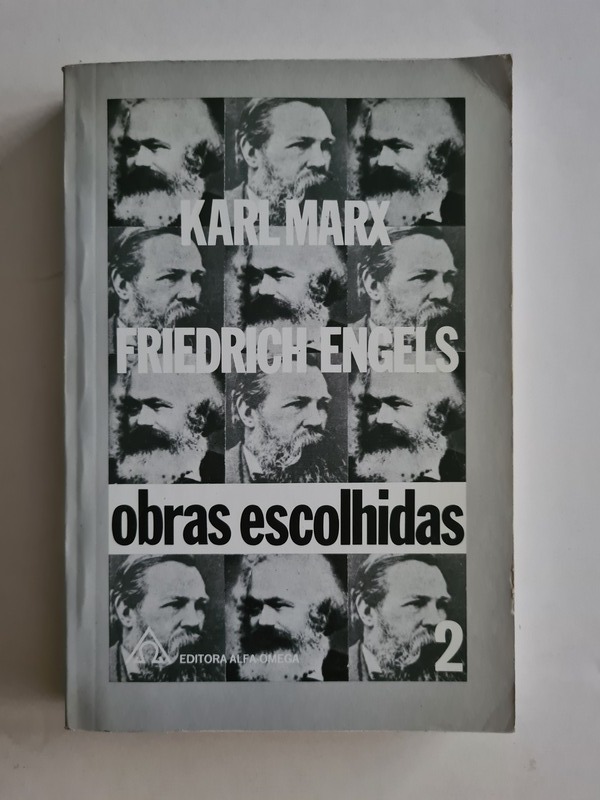 KARL MARX
FRIEDRICH ENGELS
obras escolhidas
EDITORA ALFA-OMEGA
2